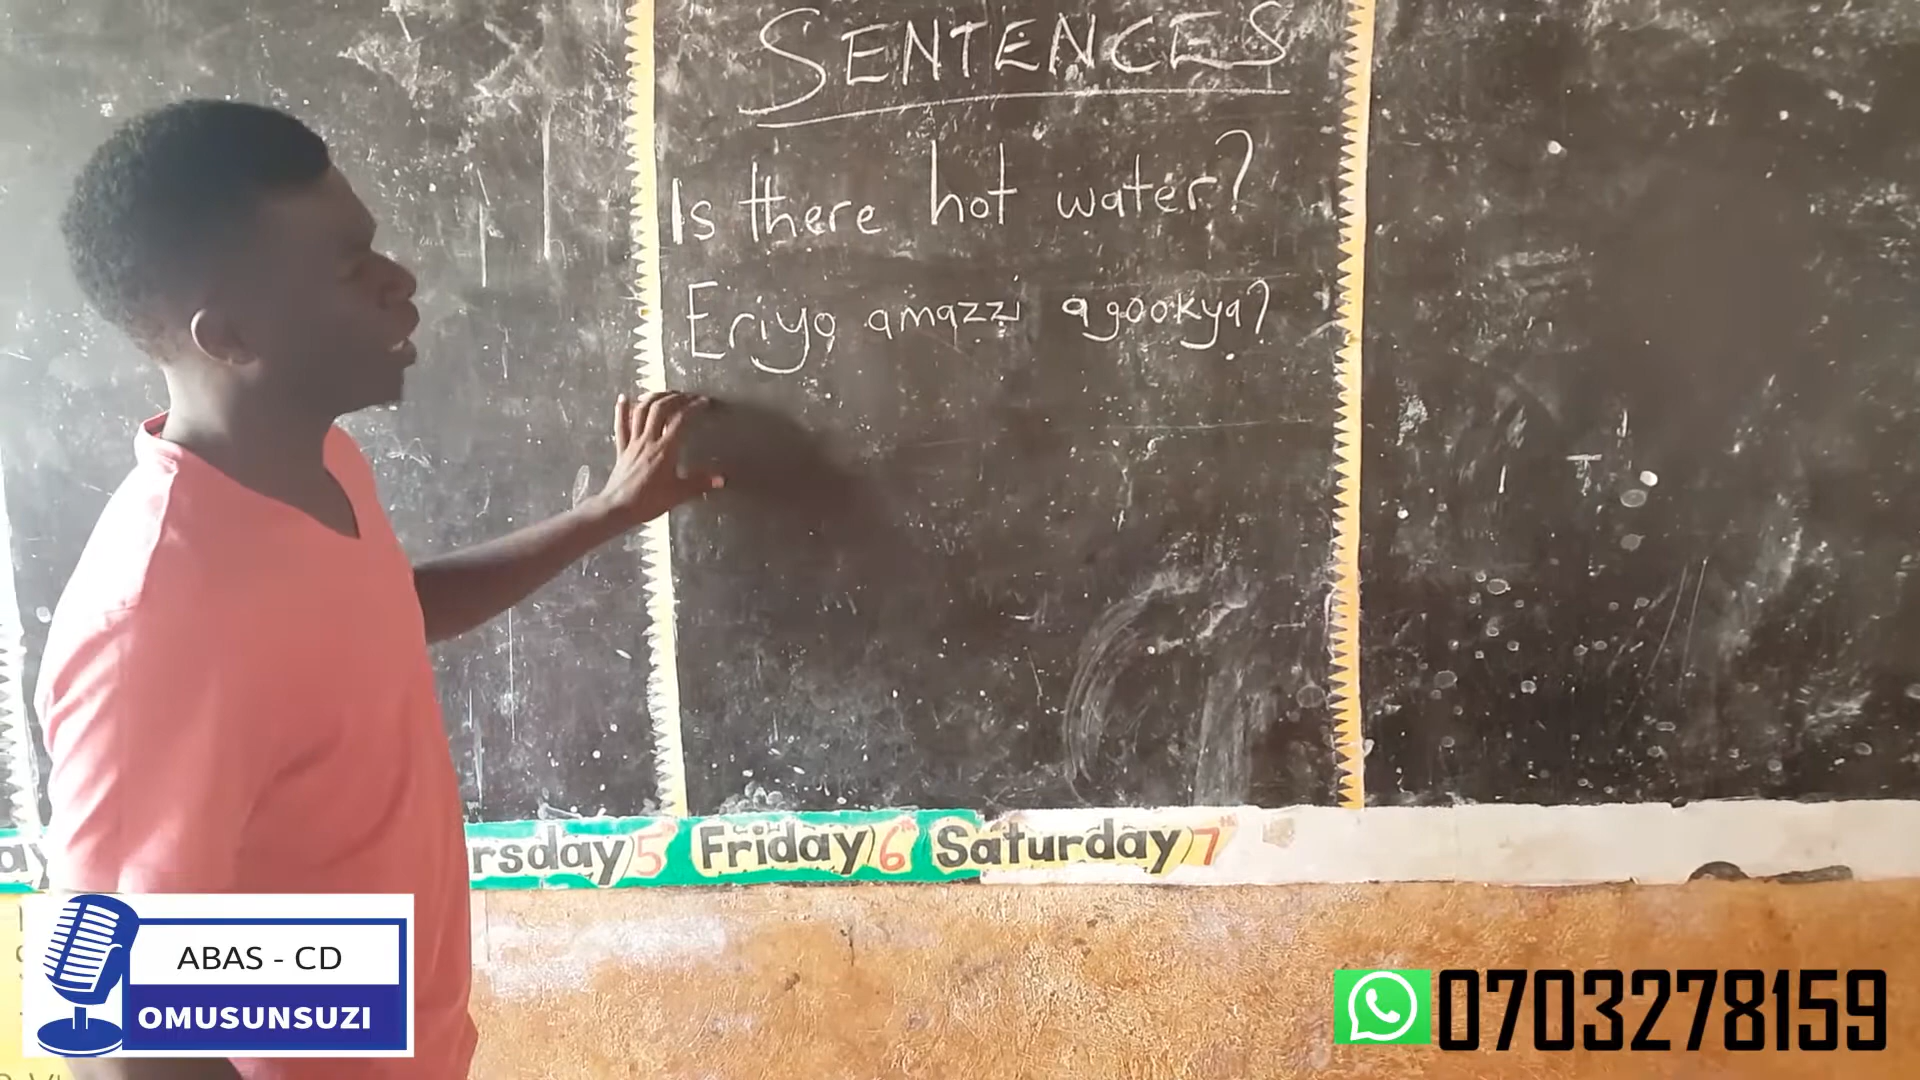 SENTENCES
Is there hot water?
Eriyo amazzi agookya?
rsday)5th Friday)6th Saturday)7th
ABAS - CD
OMUSUNSUZI
0703278159